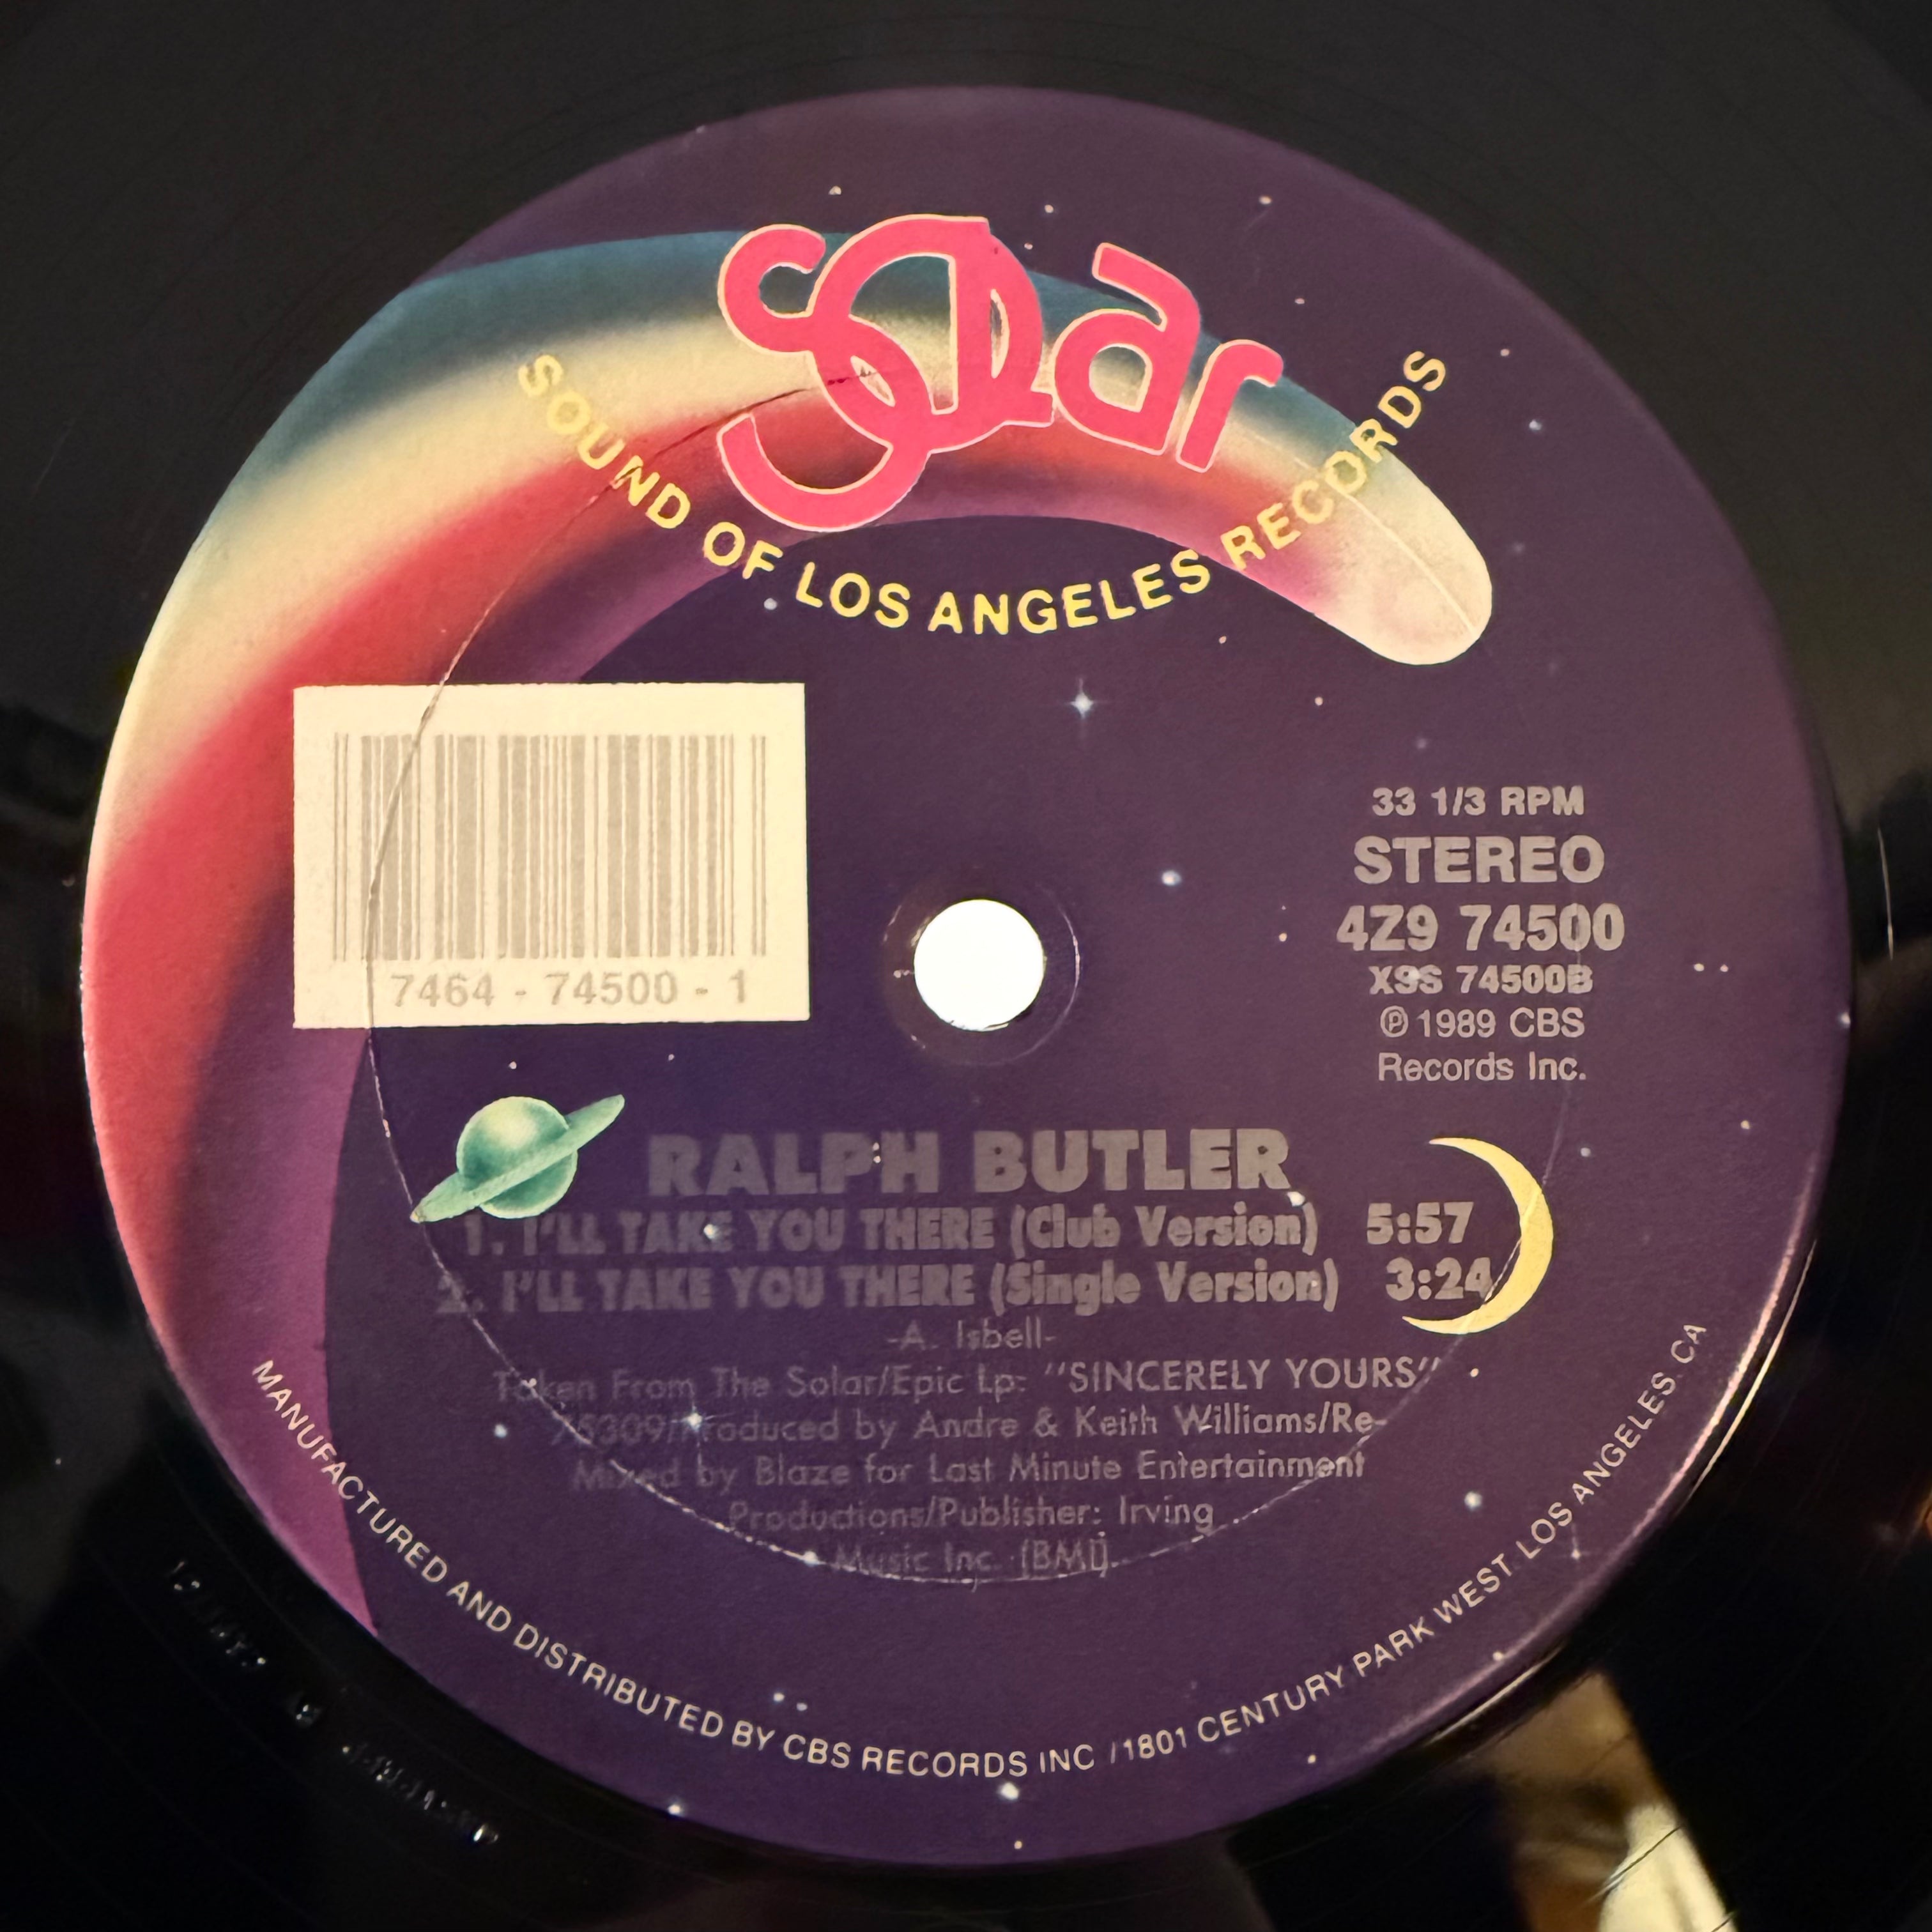 Solar
SOUND OF LOS ANGELES RECORDS
7464 - 74500 - 1
33 1/3 RPM
STEREO
4Z9 74500
XSS 74500B
℗ 1989 CBS
Records Inc.
RALPH BUTLER
1. I'LL TAKE YOU THERE (Club Version) 5:57
2. I'LL TAKE YOU THERE (Single Version) 3:24
-A. Isbell-
Taken From The Solar/Epic Lp: "SINCERELY YOURS"
75309/Produced by Andre & Keith Williams/Re-
Mixed by Blaze for Last Minute Entertainment
Productions/Publisher: Irving
Music Inc. (BMI)
MANUFACTURED AND DISTRIBUTED BY CBS RECORDS INC / 1801 CENTURY PARK WEST LOS ANGELES, CA